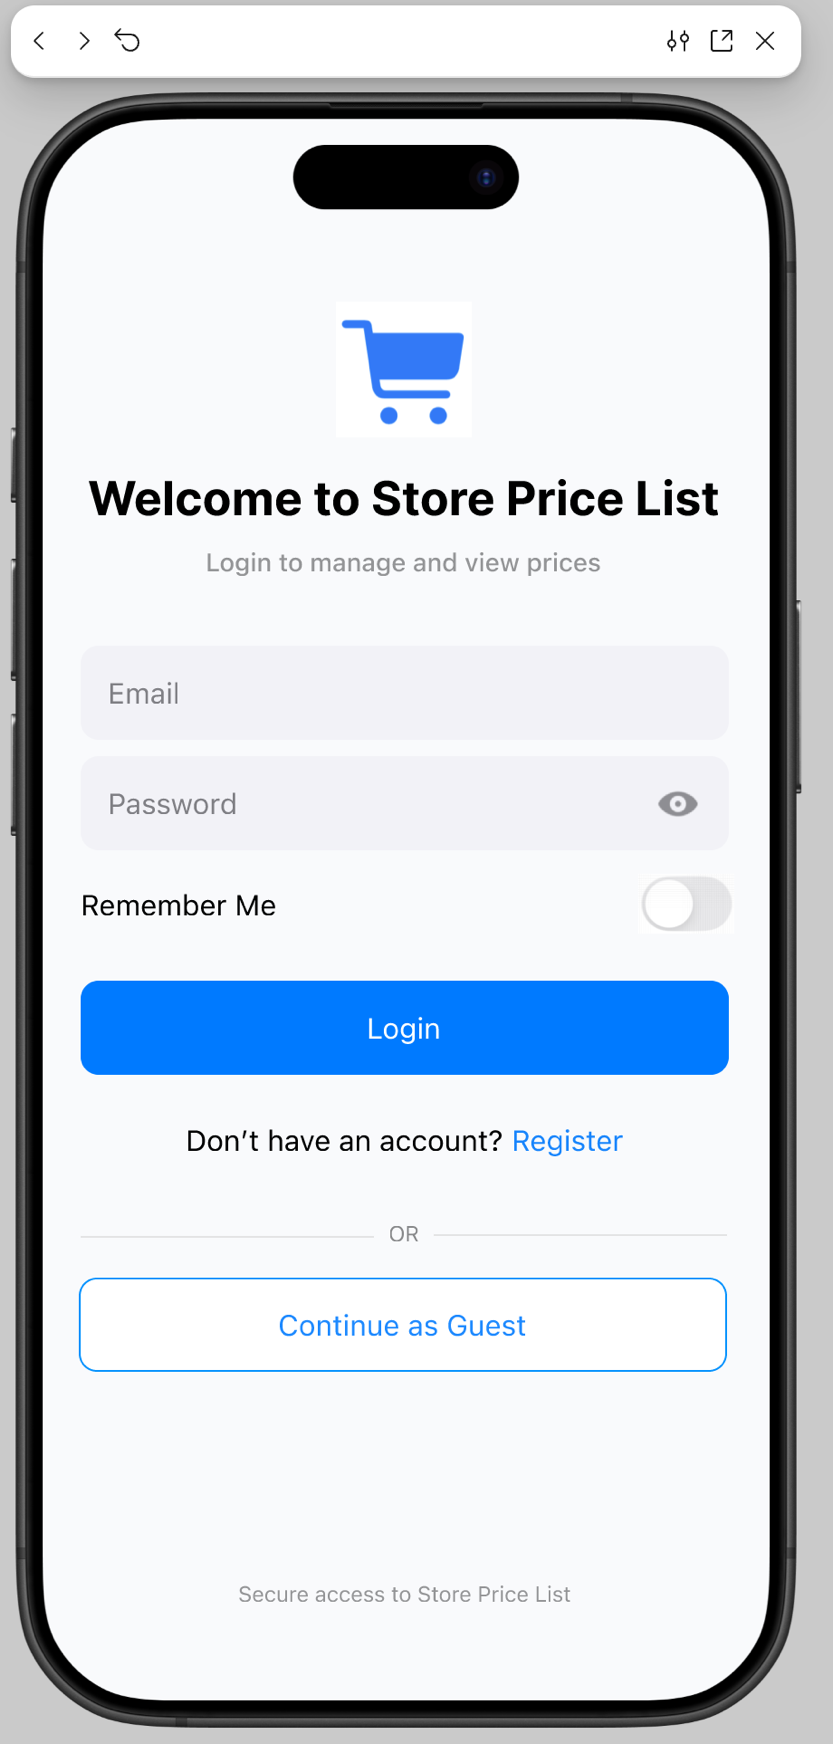 Welcome to Store Price List
Login to manage and view prices
Email
Password
Remember Me
Login
Don’t have an account? Register
OR
Continue as Guest
Secure access to Store Price List